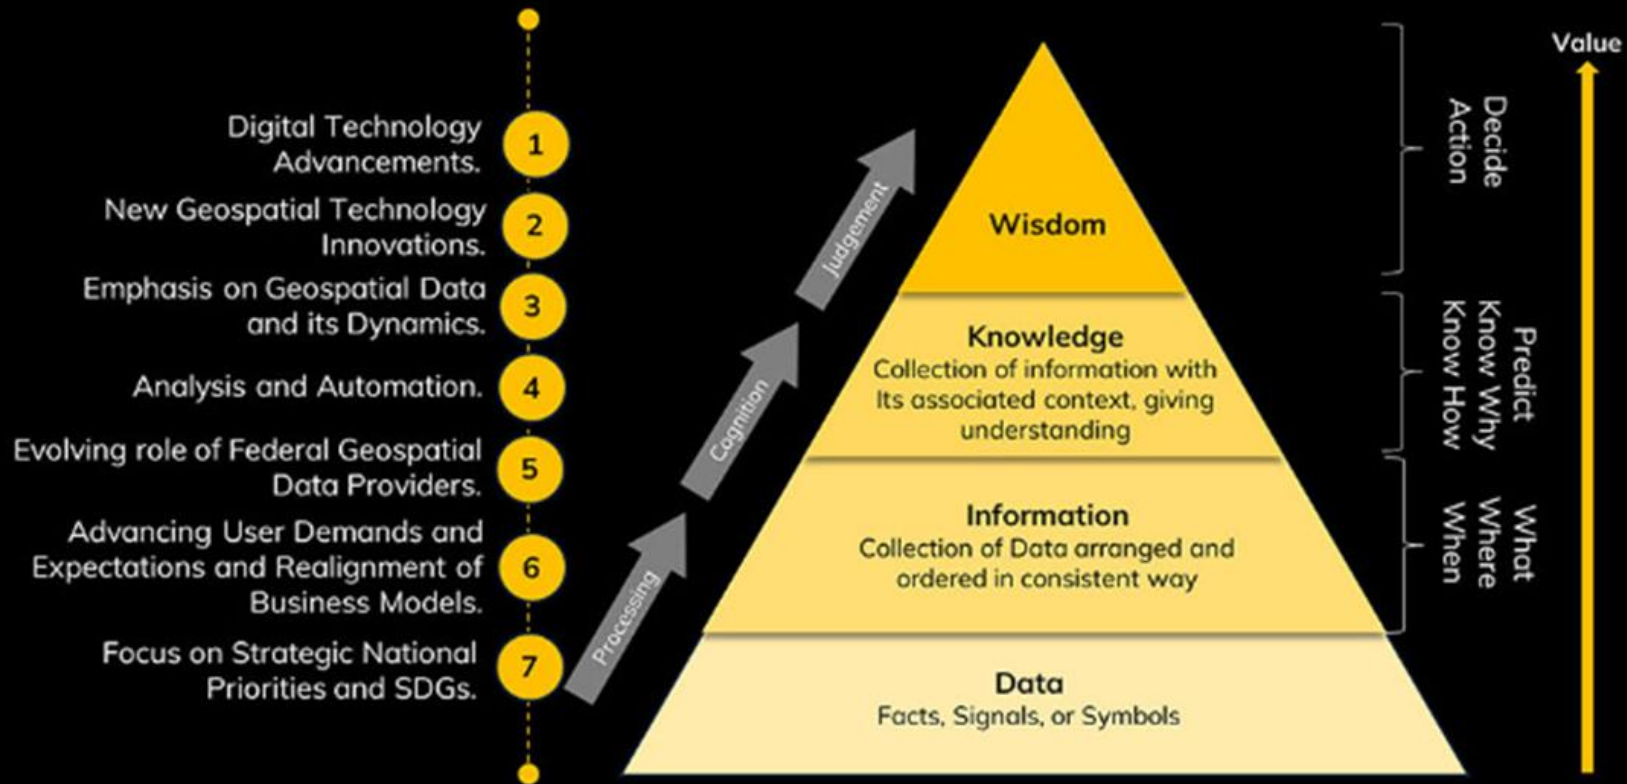 Digital Technology
Advancements.
1
New Geospatial Technology
Innovations.
2
Emphasis on Geospatial Data
and its Dynamics.
3
Analysis and Automation.
4
Evolving role of Federal Geospatial
Data Providers.
5
Advancing User Demands and
Expectations and Realignment of
Business Models.
6
Focus on Strategic National
Priorities and SDGs.
7
Judgement
Cognition
Processing
Wisdom
Knowledge
Collection of information with
Its associated context, giving
understanding
Information
Collection of Data arranged and
ordered in consistent way
Data
Facts, Signals, or Symbols
Decide
Action
Predict
Know Why
Know How
What
Where
When
Value